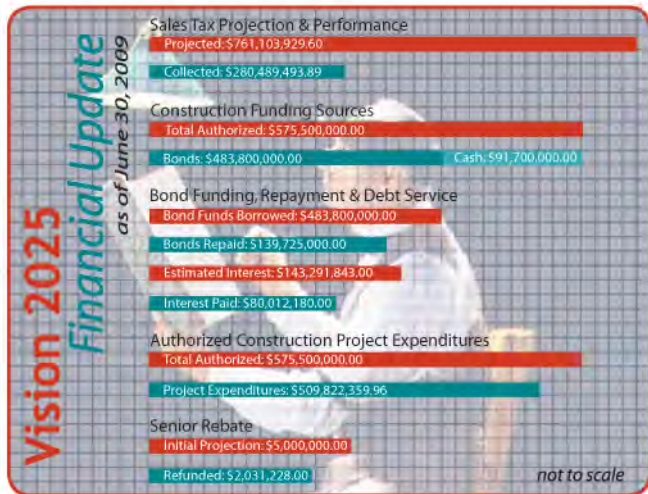 Vision 2025
Financial Update
as of June 30, 2009
Sales Tax Projection & Performance
Projected: $761,103,929.60
Collected: $280,489,493.89
Construction Funding Sources
Total Authorized: $575,500,000.00
Bonds: $483,800,000.00 Cash: $91,700,000.00
Bond Funding, Repayment & Debt Service
Bond Funds Borrowed: $483,800,000.00
Bonds Repaid: $139,725,000.00
Estimated Interest: $143,291,843.00
Interest Paid: $80,012,180.00
Authorized Construction Project Expenditures
Total Authorized: $575,500,000.00
Project Expenditures: $509,822,359.96
Senior Rebate
Initial Projection: $5,000,000.00
Refunded: $2,031,228.00
not to scale